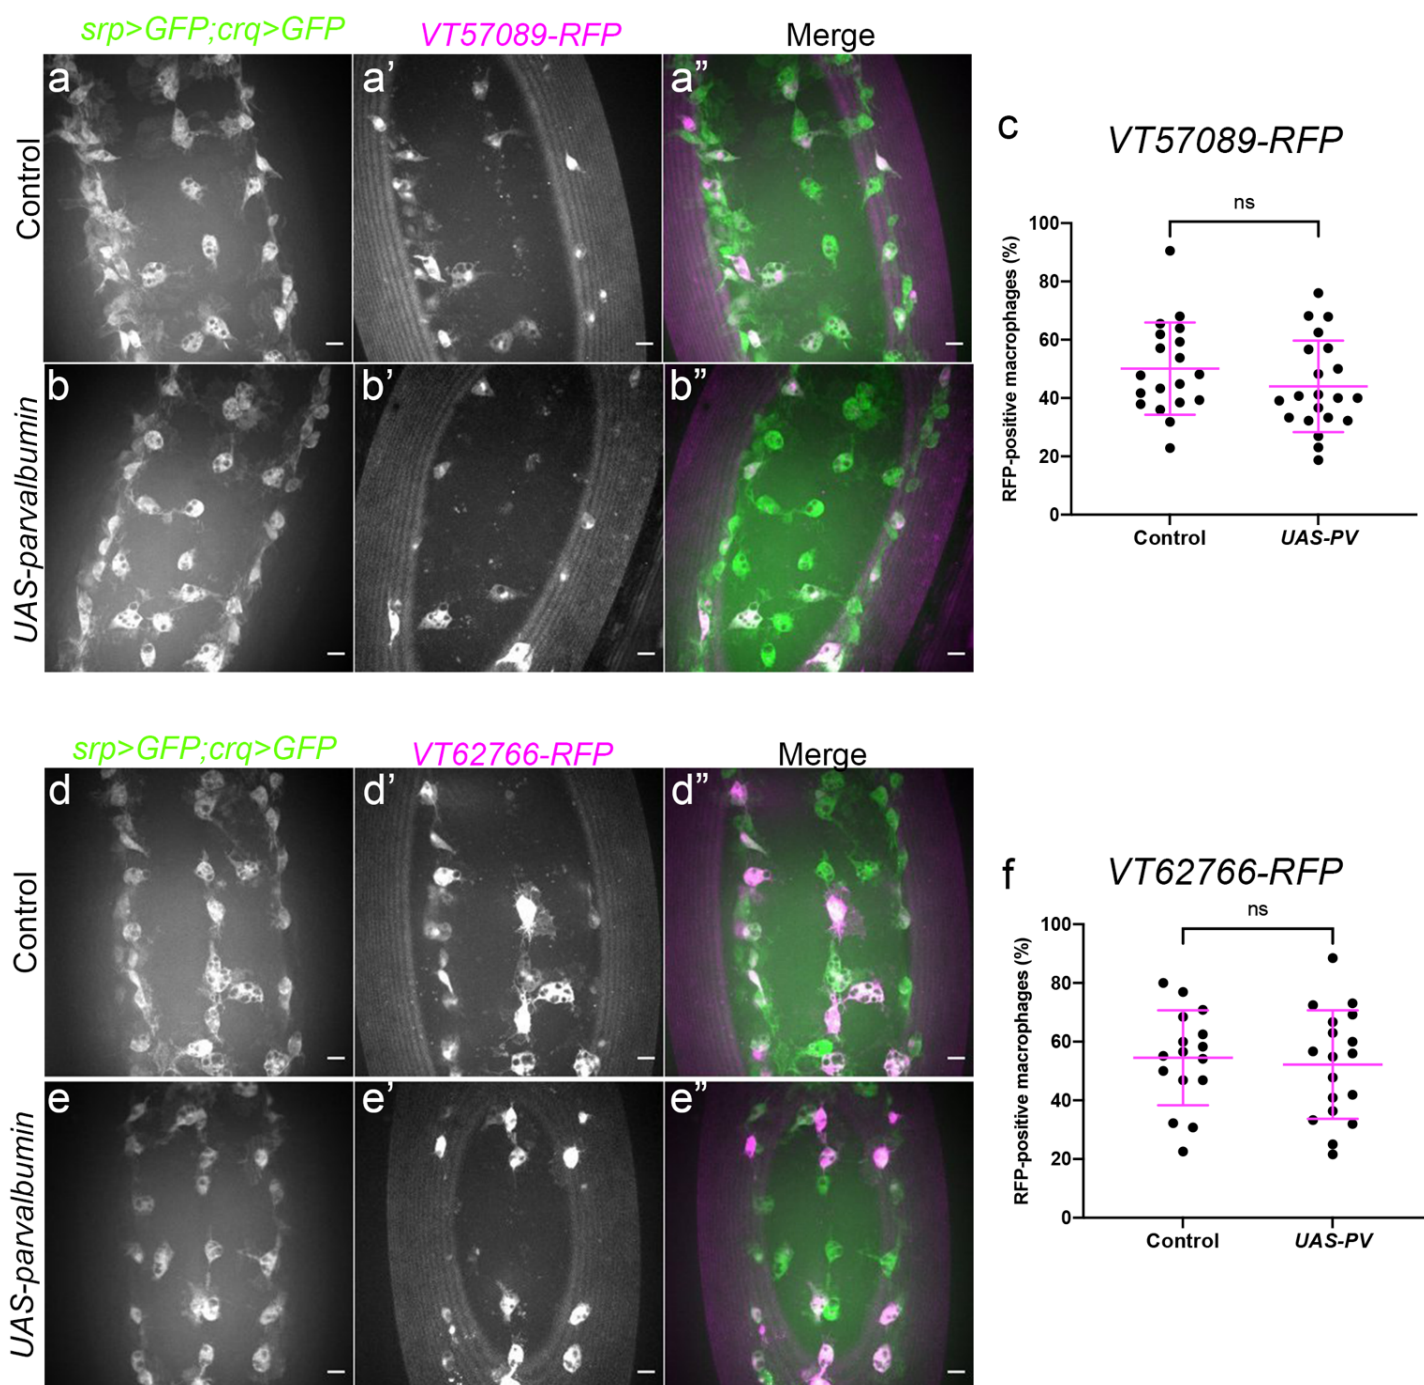 srp>GFP;crq>GFP
VT57089-RFP
Merge
Control
a
a'
a"
UAS-parvalbumin
b
b'
b"
c
VT57089-RFP
ns
RFP-positive macrophages (%)
100
80
60
40
20
0
Control
UAS-PV
srp>GFP;crq>GFP
VT62766-RFP
Merge
Control
d
d'
d"
UAS-parvalbumin
e
e'
e"
f
VT62766-RFP
ns
RFP-positive macrophages (%)
100
80
60
40
20
0
Control
UAS-PV